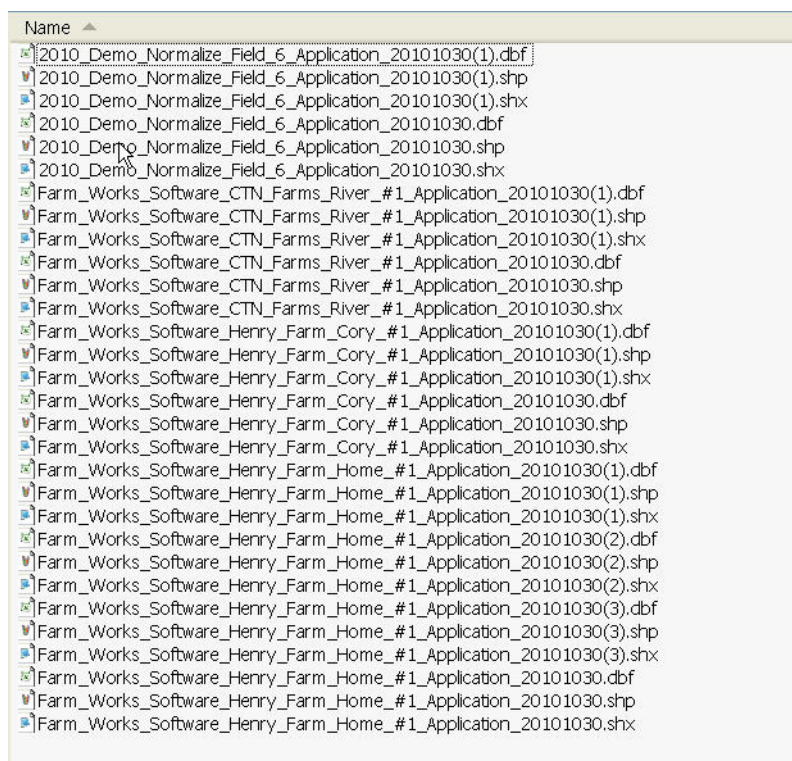 Name
2010_Demo_Normalize_Field_6_Application_20101030(1).dbf
2010_Demo_Normalize_Field_6_Application_20101030(1).shp
2010_Demo_Normalize_Field_6_Application_20101030(1).shx
2010_Demo_Normalize_Field_6_Application_20101030.dbf
2010_Demo_Normalize_Field_6_Application_20101030.shp
2010_Demo_Normalize_Field_6_Application_20101030.shx
Farm_Works_Software_CTN_Farms_River_#1_Application_20101030(1).dbf
Farm_Works_Software_CTN_Farms_River_#1_Application_20101030(1).shp
Farm_Works_Software_CTN_Farms_River_#1_Application_20101030(1).shx
Farm_Works_Software_CTN_Farms_River_#1_Application_20101030.dbf
Farm_Works_Software_CTN_Farms_River_#1_Application_20101030.shp
Farm_Works_Software_CTN_Farms_River_#1_Application_20101030.shx
Farm_Works_Software_Henry_Farm_Cory_#1_Application_20101030(1).dbf
Farm_Works_Software_Henry_Farm_Cory_#1_Application_20101030(1).shp
Farm_Works_Software_Henry_Farm_Cory_#1_Application_20101030(1).shx
Farm_Works_Software_Henry_Farm_Cory_#1_Application_20101030.dbf
Farm_Works_Software_Henry_Farm_Cory_#1_Application_20101030.shp
Farm_Works_Software_Henry_Farm_Cory_#1_Application_20101030.shx
Farm_Works_Software_Henry_Farm_Home_#1_Application_20101030(1).dbf
Farm_Works_Software_Henry_Farm_Home_#1_Application_20101030(1).shp
Farm_Works_Software_Henry_Farm_Home_#1_Application_20101030(1).shx
Farm_Works_Software_Henry_Farm_Home_#1_Application_20101030(2).dbf
Farm_Works_Software_Henry_Farm_Home_#1_Application_20101030(2).shp
Farm_Works_Software_Henry_Farm_Home_#1_Application_20101030(2).shx
Farm_Works_Software_Henry_Farm_Home_#1_Application_20101030(3).dbf
Farm_Works_Software_Henry_Farm_Home_#1_Application_20101030(3).shp
Farm_Works_Software_Henry_Farm_Home_#1_Application_20101030(3).shx
Farm_Works_Software_Henry_Farm_Home_#1_Application_20101030.dbf
Farm_Works_Software_Henry_Farm_Home_#1_Application_20101030.shp
Farm_Works_Software_Henry_Farm_Home_#1_Application_20101030.shx